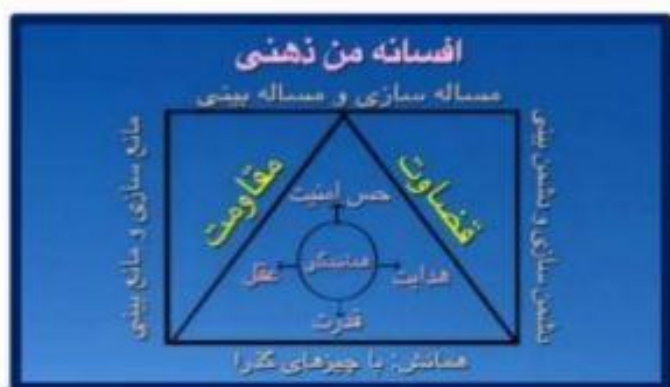 افسانه من ذهنی
مساله سازی و مساله بینی
مانع سازی و مانع بینی
مقاومت
قضاوت
دشمن سازی و دشمن بینی
حس امنیت
عقل
همانیدگی
هدایت
قدرت
همانش: با چیزهای گذرا